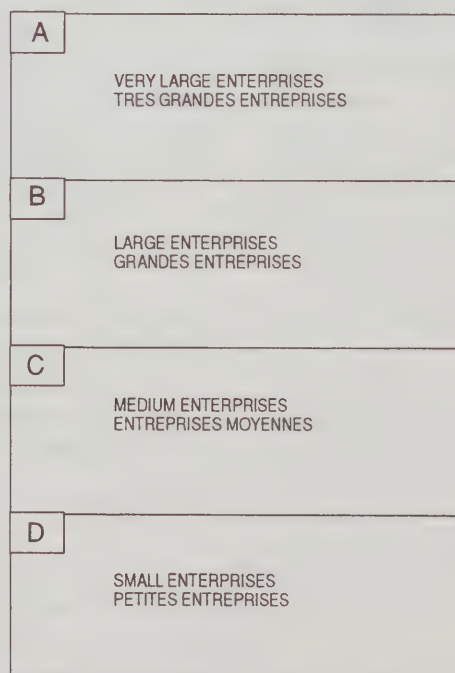 A
VERY LARGE ENTERPRISES
TRES GRANDES ENTREPRISES
B
LARGE ENTERPRISES
GRANDES ENTREPRISES
C
MEDIUM ENTERPRISES
ENTREPRISES MOYENNES
D
SMALL ENTERPRISES
PETITES ENTREPRISES